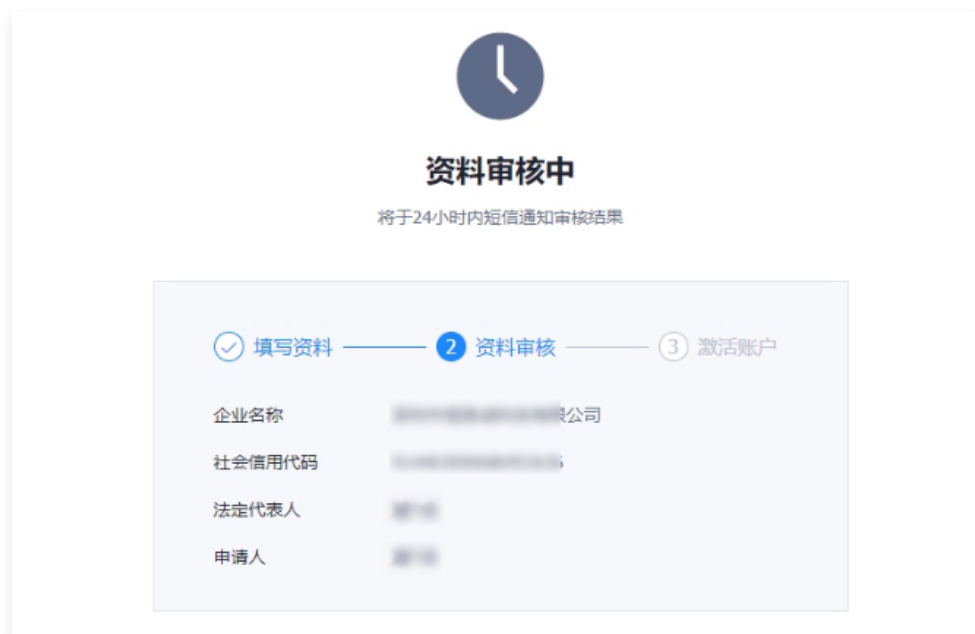 资料审核中
将于24小时内短信通知审核结果
填写资料 2 资料审核 3 激活账户
企业名称 公司
社会信用代码
法定代表人
申请人